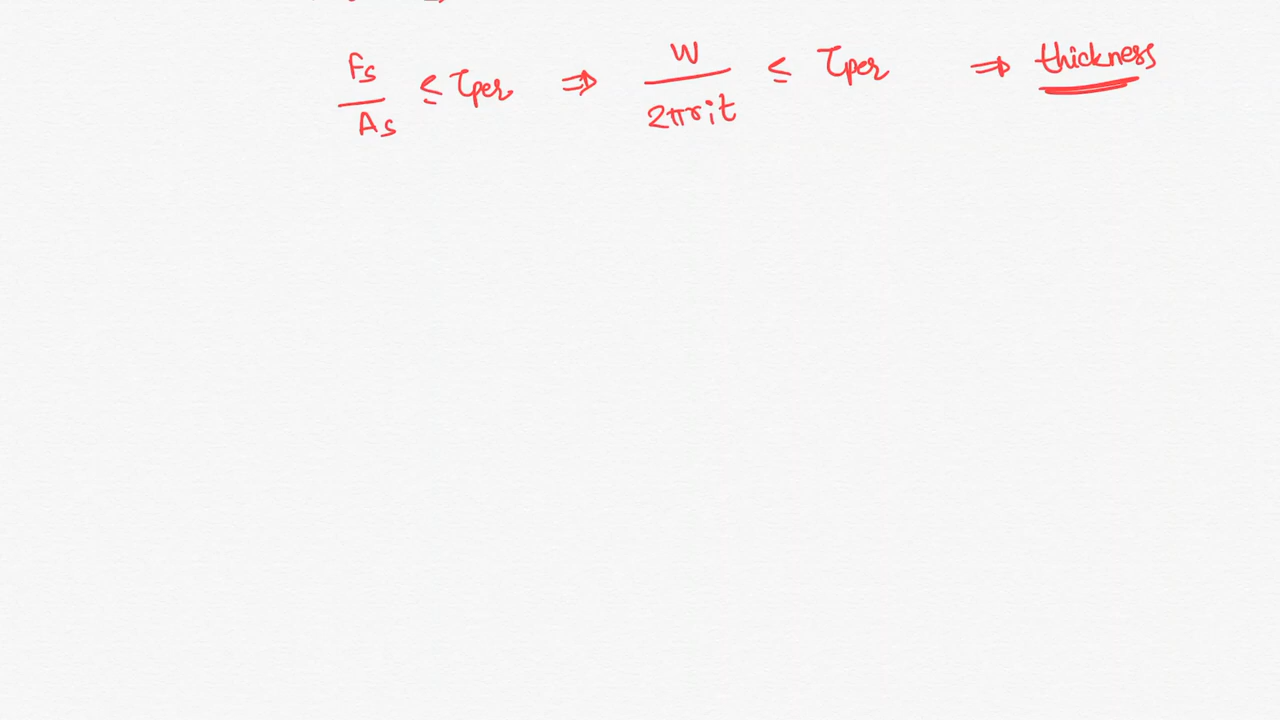 Fs/As ≤ τper ⇒ W/2πrit ≤ τper ⇒ thickness